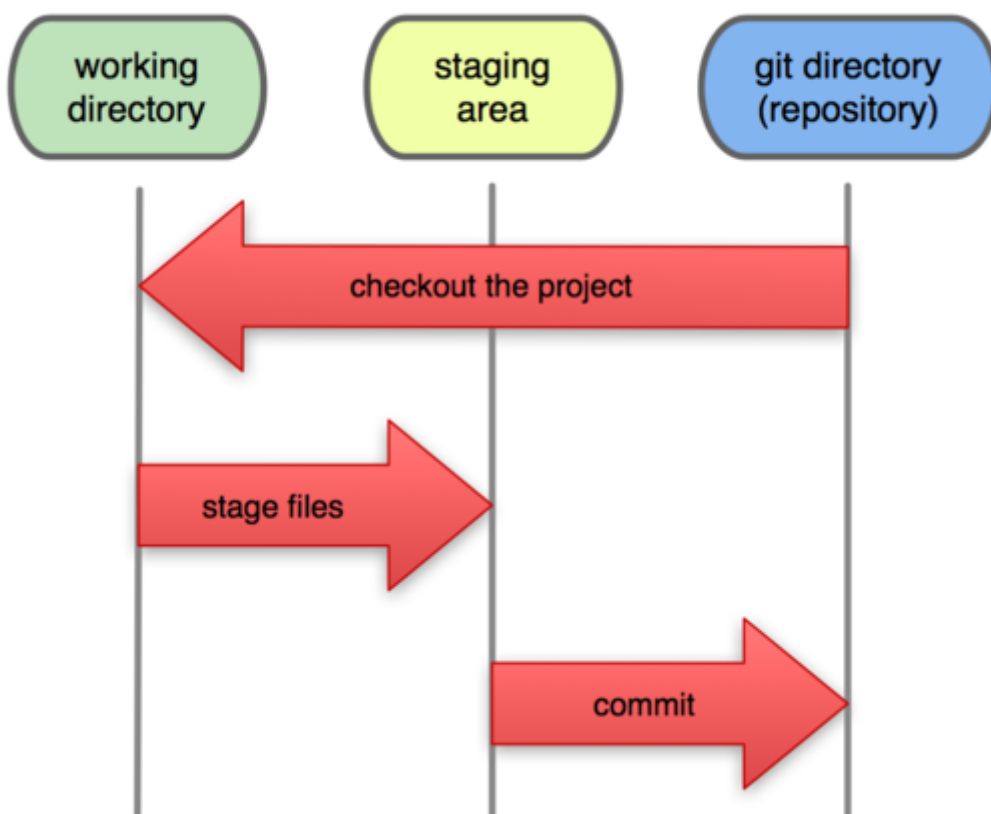 working
directory
staging
area
git directory
(repository)
checkout the project
stage files
commit